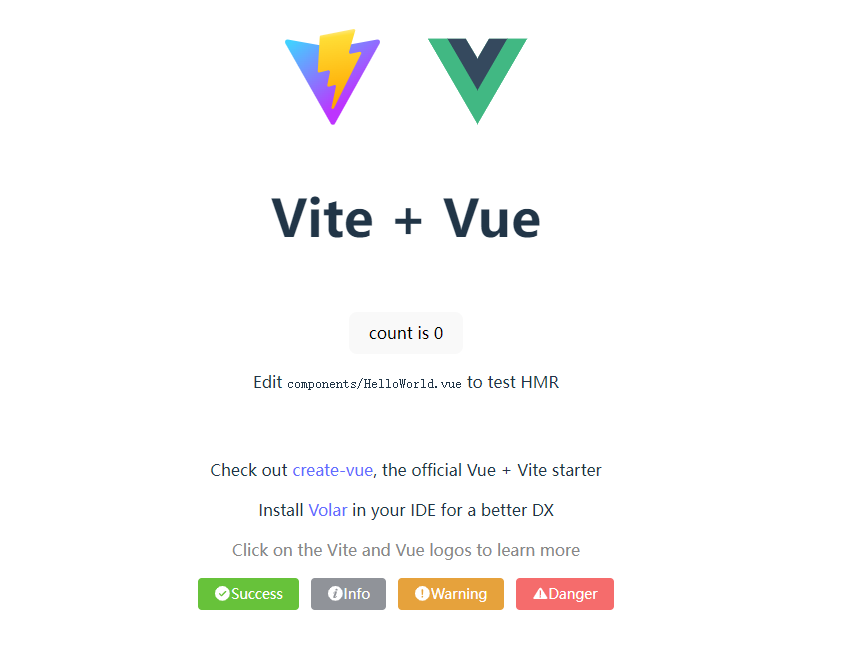 Vite + Vue
count is 0
Edit components/HelloWorld.vue to test HMR
Check out create-vue, the official Vue + Vite starter
Install Volar in your IDE for a better DX
Click on the Vite and Vue logos to learn more
Success Info Warning Danger